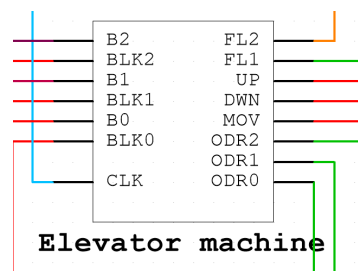 B2 FL2
BLK2 FL1
B1 UP
BLK1 DWN
B0 MOV
BLK0 ODR2
ODR1
CLK ODR0
Elevator machine